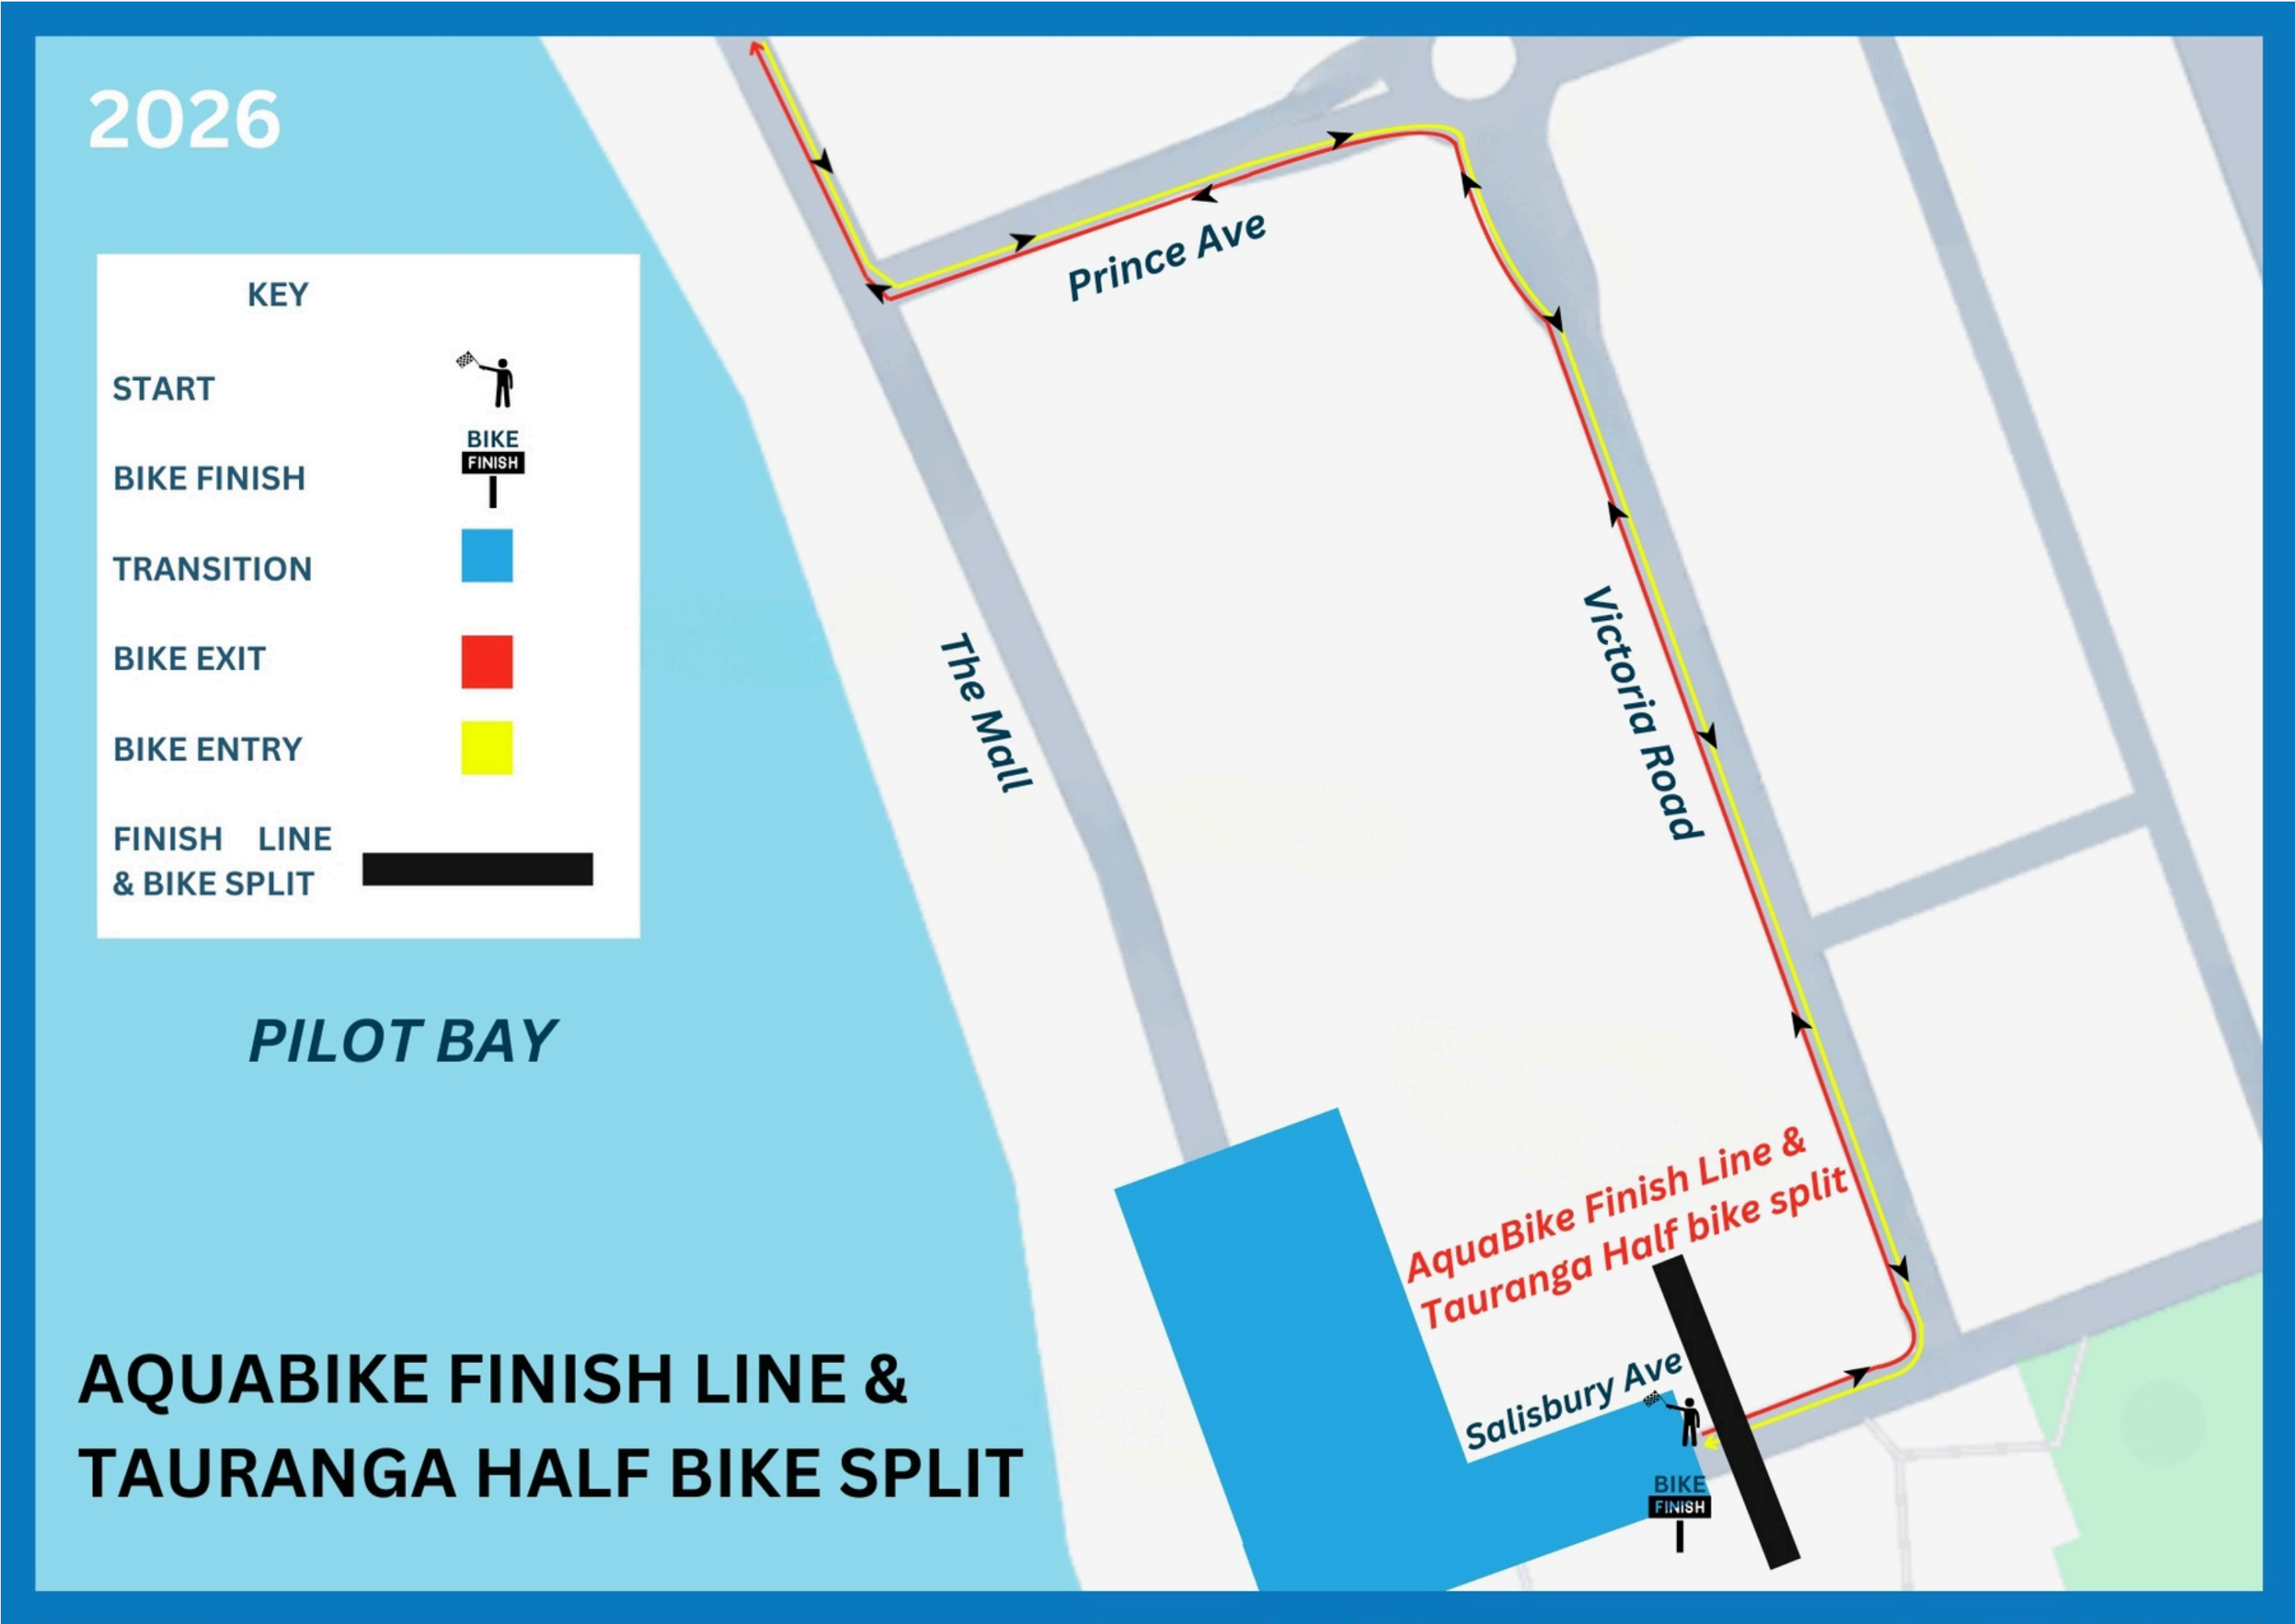 2026
KEY
START
BIKE
FINISH
BIKE FINISH
TRANSITION
BIKE EXIT
BIKE ENTRY
FINISH LINE
& BIKE SPLIT
PILOT BAY
AQUABIKE FINISH LINE &
TAURANGA HALF BIKE SPLIT
Prince Ave
The Mall
Victoria Road
AquaBike Finish Line &
Tauranga Half bike split
Salisbury Ave
BIKE
FINISH